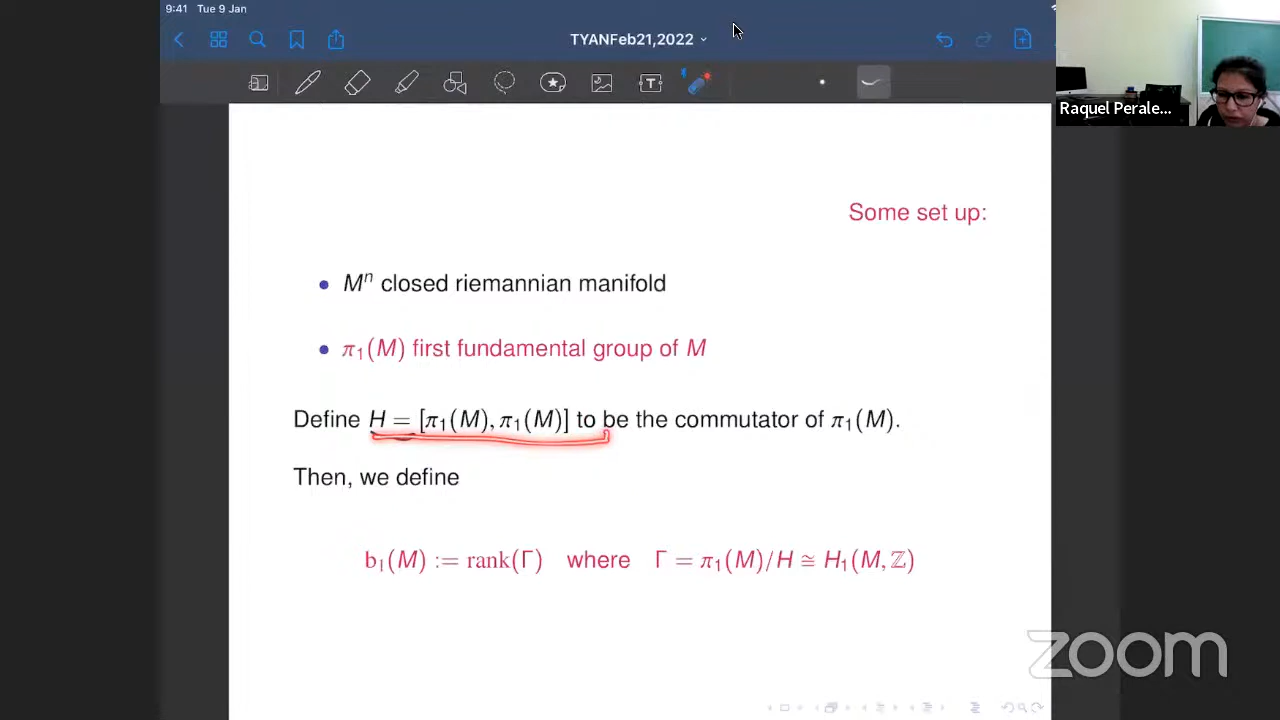 9:41 Tue 9 Jan
TYANFeb21,2022
Raquel Perale...
Some set up:
• Mⁿ closed riemannian manifold
• π₁(M) first fundamental group of M
Define H = [π₁(M), π₁(M)] to be the commutator of π₁(M).
Then, we define
b₁(M) := rank(Γ) where Γ = π₁(M)/H ≅ H₁(M, ℤ)
zoom